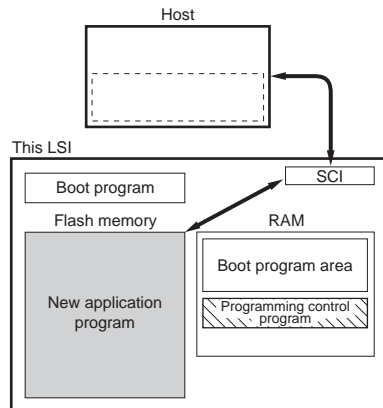 Host
This LSI
SCI
Boot program
Flash memory
RAM
New application
program
Boot program area
Programming control
program